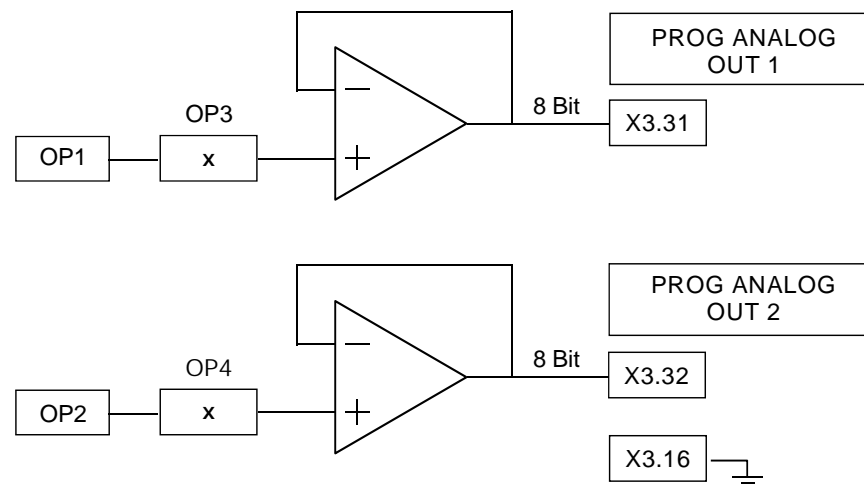 PROG ANALOG
OUT 1
OP3
8 Bit
X3.31
OP1
x
PROG ANALOG
OUT 2
OP4
8 Bit
X3.32
OP2
x
X3.16